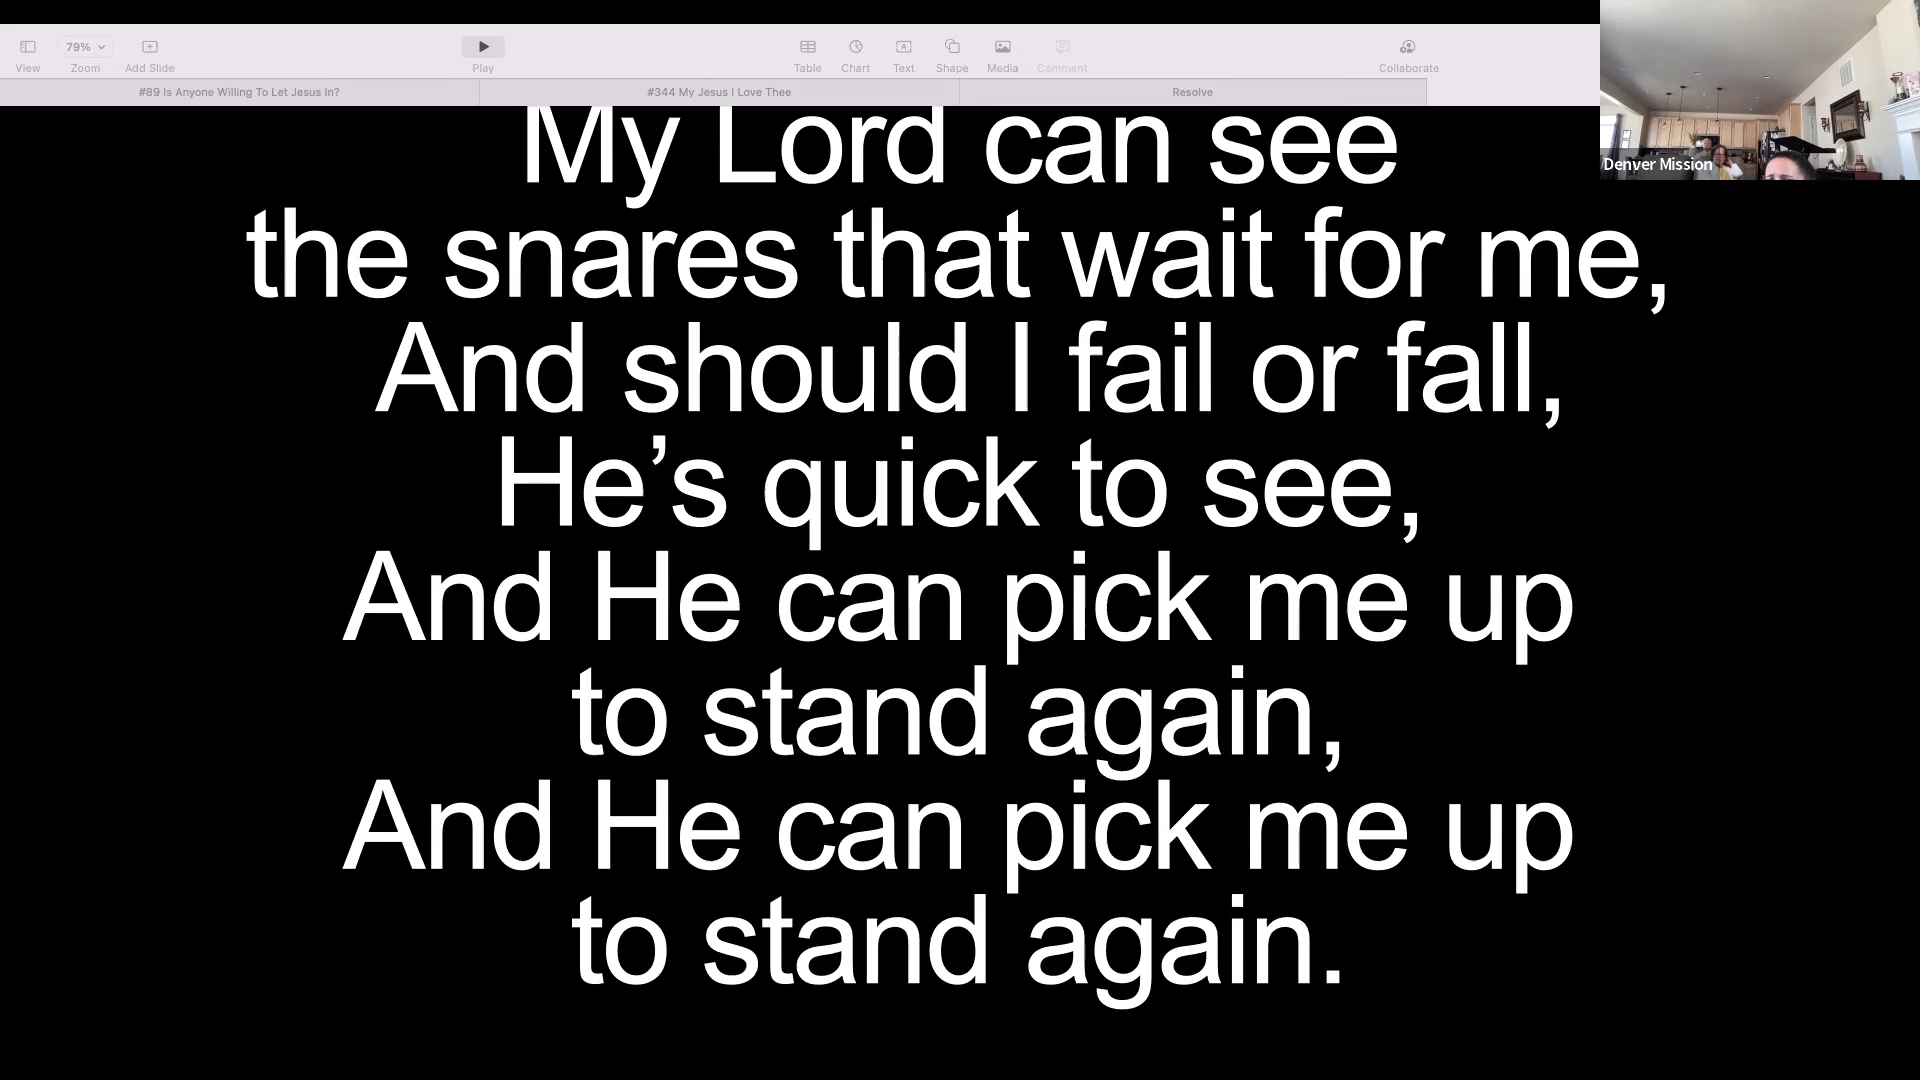 79%
View
Zoom
Add Slide
Play
Table
Chart
Text
Shape
Media
Comment
Collaborate
#89 Is Anyone Willing To Let Jesus In?
#344 My Jesus I Love Thee
Resolve
Denver Mission
My Lord can see
the snares that wait for me,
And should I fail or fall,
He’s quick to see,
And He can pick me up
to stand again,
And He can pick me up
to stand again.